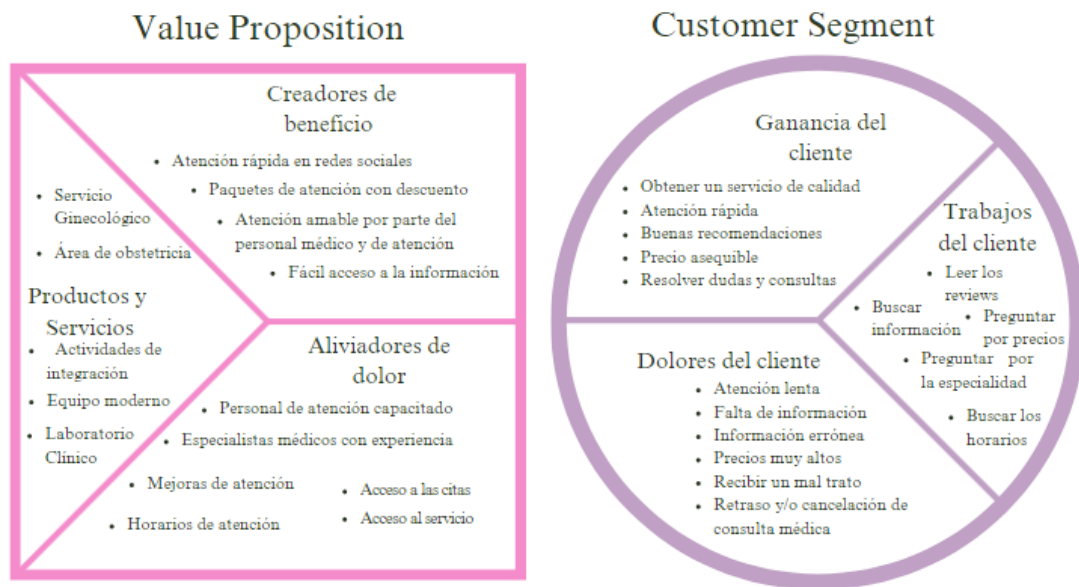 Value Proposition
Creadores de
beneficio
• Atención rápida en redes sociales
• Paquetes de atención con descuento
• Atención amable por parte del
personal médico y de atención
• Fácil acceso a la información
• Servicio
Ginecológico
• Área de obstetricia
Productos y
Servicios
• Actividades de
integración
• Equipo moderno
• Laboratorio
Clínico
Aliviadores de
dolor
• Personal de atención capacitado
• Especialistas médicos con experiencia
• Mejoras de atención
• Horarios de atención
• Acceso a las citas
• Acceso al servicio
Customer Segment
Ganancia del
cliente
• Obtener un servicio de calidad
• Atención rápida
• Buenas recomendaciones
• Precio asequible
• Resolver dudas y consultas
Trabajos
del cliente
• Leer los
reviews
• Buscar
información
• Preguntar
por precios
• Preguntar por
la especialidad
• Buscar los
horarios
Dolores del cliente
• Atención lenta
• Falta de información
• Información errónea
• Precios muy altos
• Recibir un mal trato
• Retraso y/o cancelación de
consulta médica